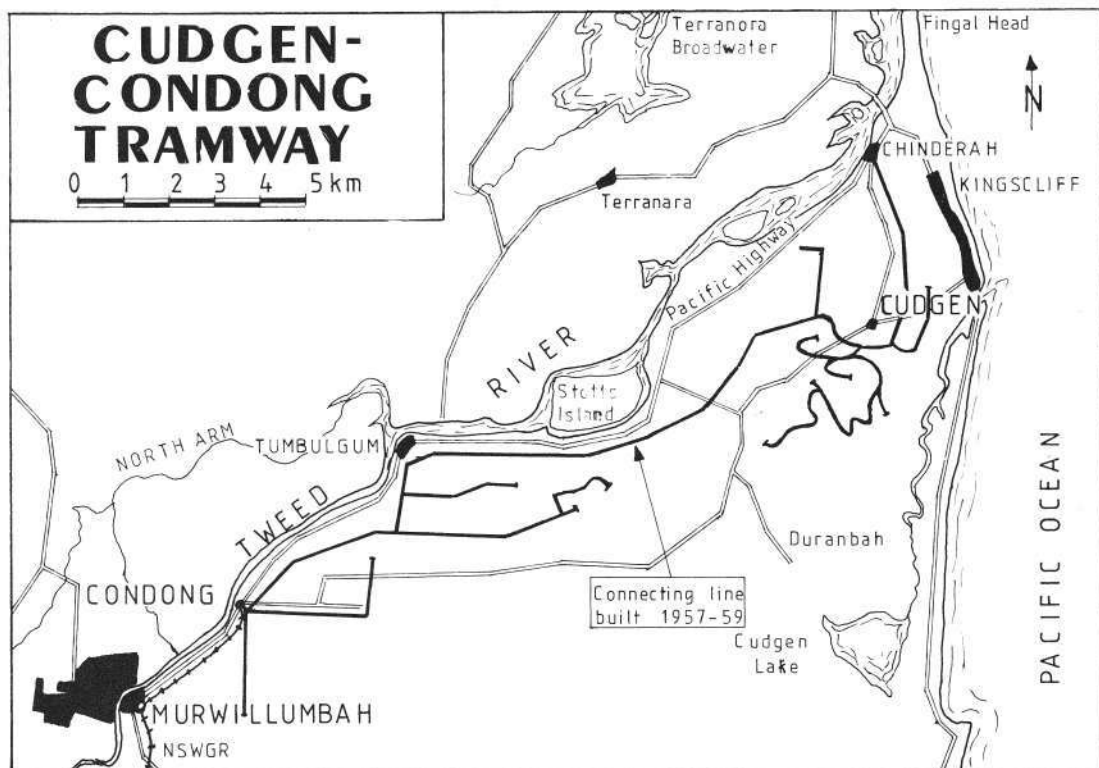 CUDGEN-
CONDONG
TRAMWAY
0 1 2 3 4 5 km
Terranora
Broadwater
Fingal Head
N
CHINDERAH
KINGSCLIFF
Terranara
Pacific Highway
CUDGEN
RIVER
Stotts
Island
NORTH ARM
TUMBULGUM
TWEED
PACIFIC OCEAN
Duranbah
CONDONG
Connecting line
built 1957-59
Cudgen
Lake
MURWILLUMBAH
NSWGR